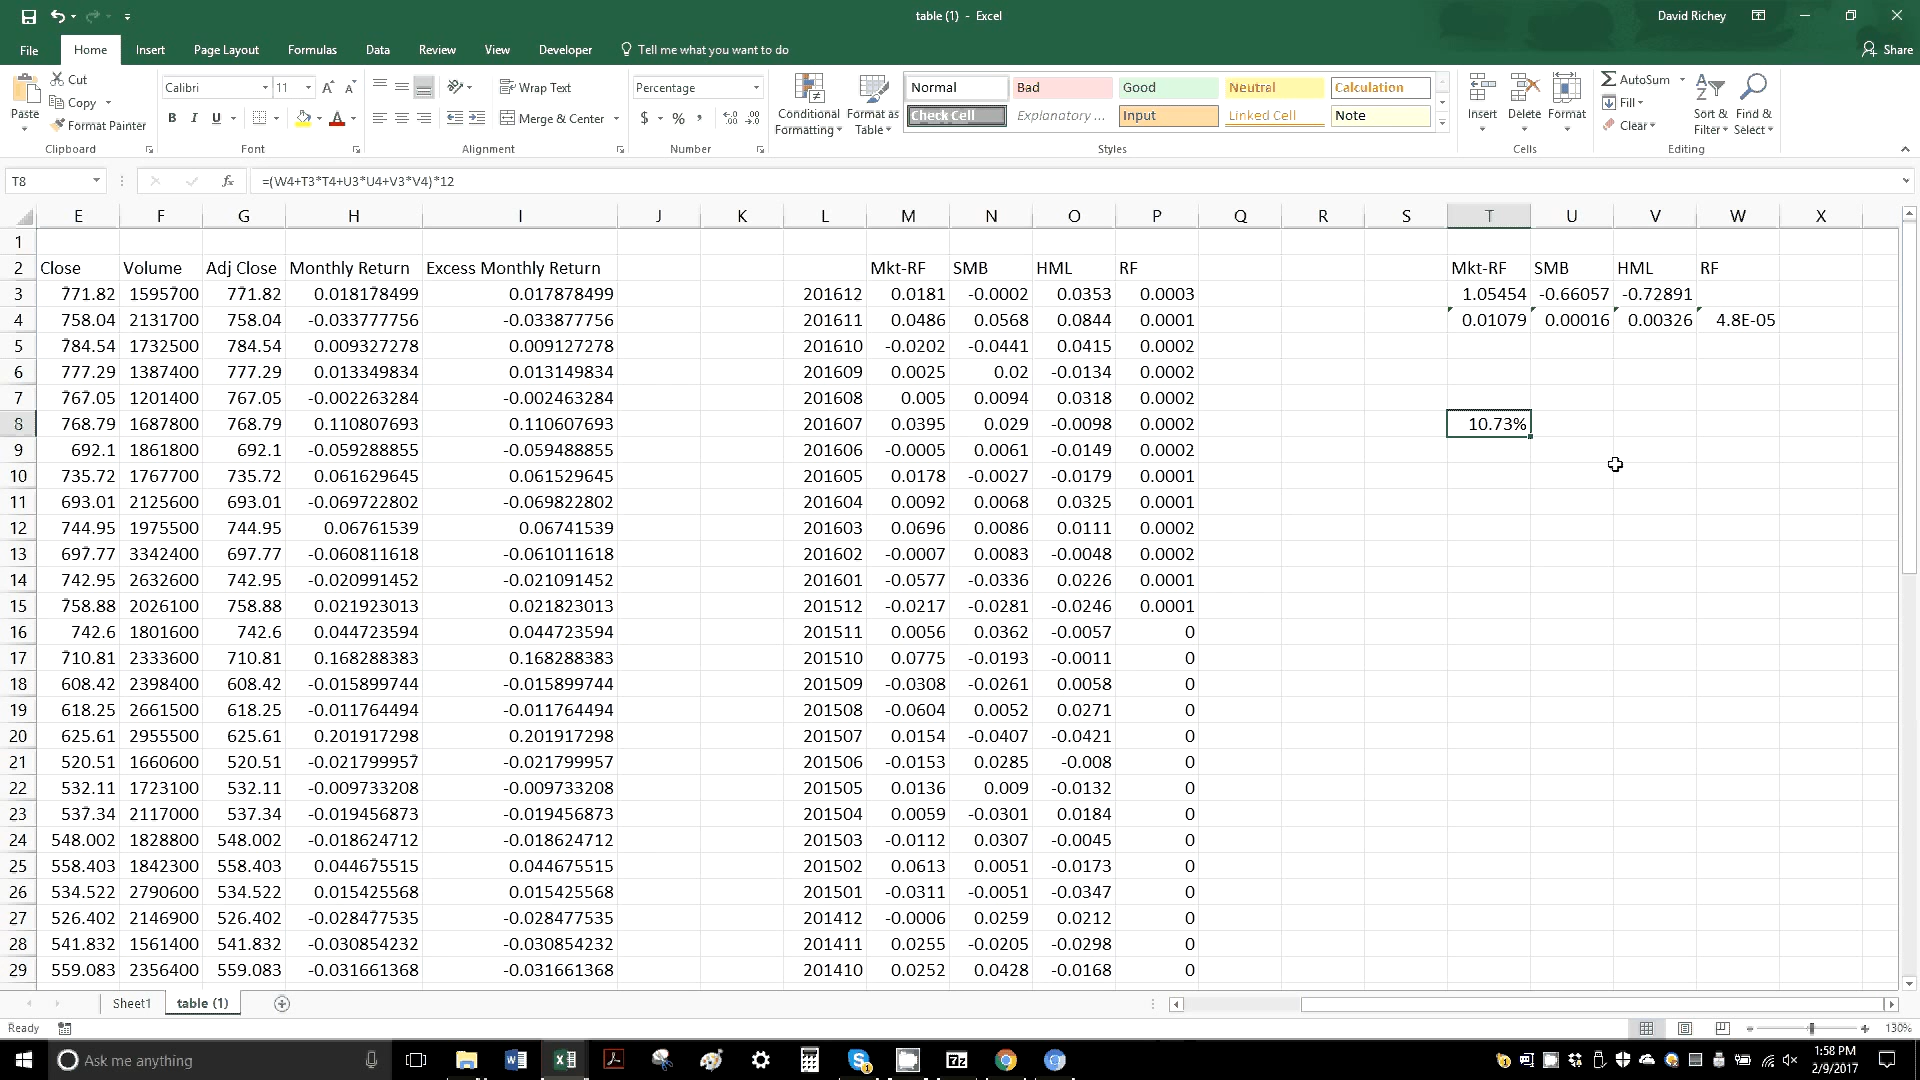 table (1) - Excel
David Richey
File Home Insert Page Layout Formulas Data Review View Developer Tell me what you want to do Share
Paste Cut Copy Format Painter Clipboard
Calibri 11 B I U Font
Wrap Text Merge & Center Alignment
Percentage $ % , Number
Conditional Formatting Format as Table
Normal Bad Good Neutral Calculation
Check Cell Explanatory ... Input Linked Cell Note
Styles
Insert Delete Format Cells
AutoSum Fill Clear Sort & Filter Find & Select Editing
T8 fx =(W4+T3*T4+U3*U4+V3*V4)*12
E F G H I J K L M N O P Q R S T U V W X
1
2 Close Volume Adj Close Monthly Return Excess Monthly Return Mkt-RF SMB HML RF Mkt-RF SMB HML RF
3 771.82 1595700 771.82 0.018178499 0.017878499 201612 0.0181 -0.0002 0.0353 0.0003 1.05454 -0.66057 -0.72891
4 758.04 2131700 758.04 -0.033777756 -0.033877756 201611 0.0486 0.0568 0.0844 0.0001 0.01079 0.00016 0.00326 4.8E-05
5 784.54 1732500 784.54 0.009327278 0.009127278 201610 -0.0202 -0.0441 0.0415 0.0002
6 777.29 1387400 777.29 0.013349834 0.013149834 201609 0.0025 0.02 -0.0134 0.0002
7 767.05 1201400 767.05 -0.002263284 -0.002463284 201608 0.005 0.0094 0.0318 0.0002
8 768.79 1687800 768.79 0.110807693 0.110607693 201607 0.0395 0.029 -0.0098 0.0002 10.73%
9 692.1 1861800 692.1 -0.059288855 -0.059488855 201606 -0.0005 0.0061 -0.0149 0.0002
10 735.72 1767700 735.72 0.061629645 0.061529645 201605 0.0178 -0.0027 -0.0179 0.0001
11 693.01 2125600 693.01 -0.069722802 -0.069822802 201604 0.0092 0.0068 0.0325 0.0001
12 744.95 1975500 744.95 0.06761539 0.06741539 201603 0.0696 0.0086 0.0111 0.0002
13 697.77 3342400 697.77 -0.060811618 -0.061011618 201602 -0.0007 0.0083 -0.0048 0.0002
14 742.95 2632600 742.95 -0.020991452 -0.021091452 201601 -0.0577 -0.0336 0.0226 0.0001
15 758.88 2026100 758.88 0.021923013 0.021823013 201512 -0.0217 -0.0281 -0.0246 0.0001
16 742.6 1801600 742.6 0.044723594 0.044723594 201511 0.0056 0.0362 -0.0057 0
17 710.81 2333600 710.81 0.168288383 0.168288383 201510 0.0775 -0.0193 -0.0011 0
18 608.42 2398400 608.42 -0.015899744 -0.015899744 201509 -0.0308 -0.0261 0.0058 0
19 618.25 2661500 618.25 -0.011764494 -0.011764494 201508 -0.0604 0.0052 0.0271 0
20 625.61 2955500 625.61 0.201917298 0.201917298 201507 0.0154 -0.0407 -0.0421 0
21 520.51 1660600 520.51 -0.021799957 -0.021799957 201506 -0.0153 0.0285 -0.008 0
22 532.11 1723100 532.11 -0.009733208 -0.009733208 201505 0.0136 0.009 -0.0132 0
23 537.34 2117000 537.34 -0.019456873 -0.019456873 201504 0.0059 -0.0301 0.0184 0
24 548.002 1828800 548.002 -0.018624712 -0.018624712 201503 -0.0112 0.0307 -0.0045 0
25 558.403 1842300 558.403 0.044675515 0.044675515 201502 0.0613 0.0051 -0.0173 0
26 534.522 2790600 534.522 0.015425568 0.015425568 201501 -0.0311 -0.0051 -0.0347 0
27 526.402 2146900 526.402 -0.028477535 -0.028477535 201412 -0.0006 0.0259 0.0212 0
28 541.832 1561400 541.832 -0.030854232 -0.030854232 201411 0.0255 -0.0205 -0.0298 0
29 559.083 2356400 559.083 -0.031661368 -0.031661368 201410 0.0252 0.0428 -0.0168 0
Sheet1 table (1)
Ready 130%
Ask me anything 1:58 PM
2/9/2017